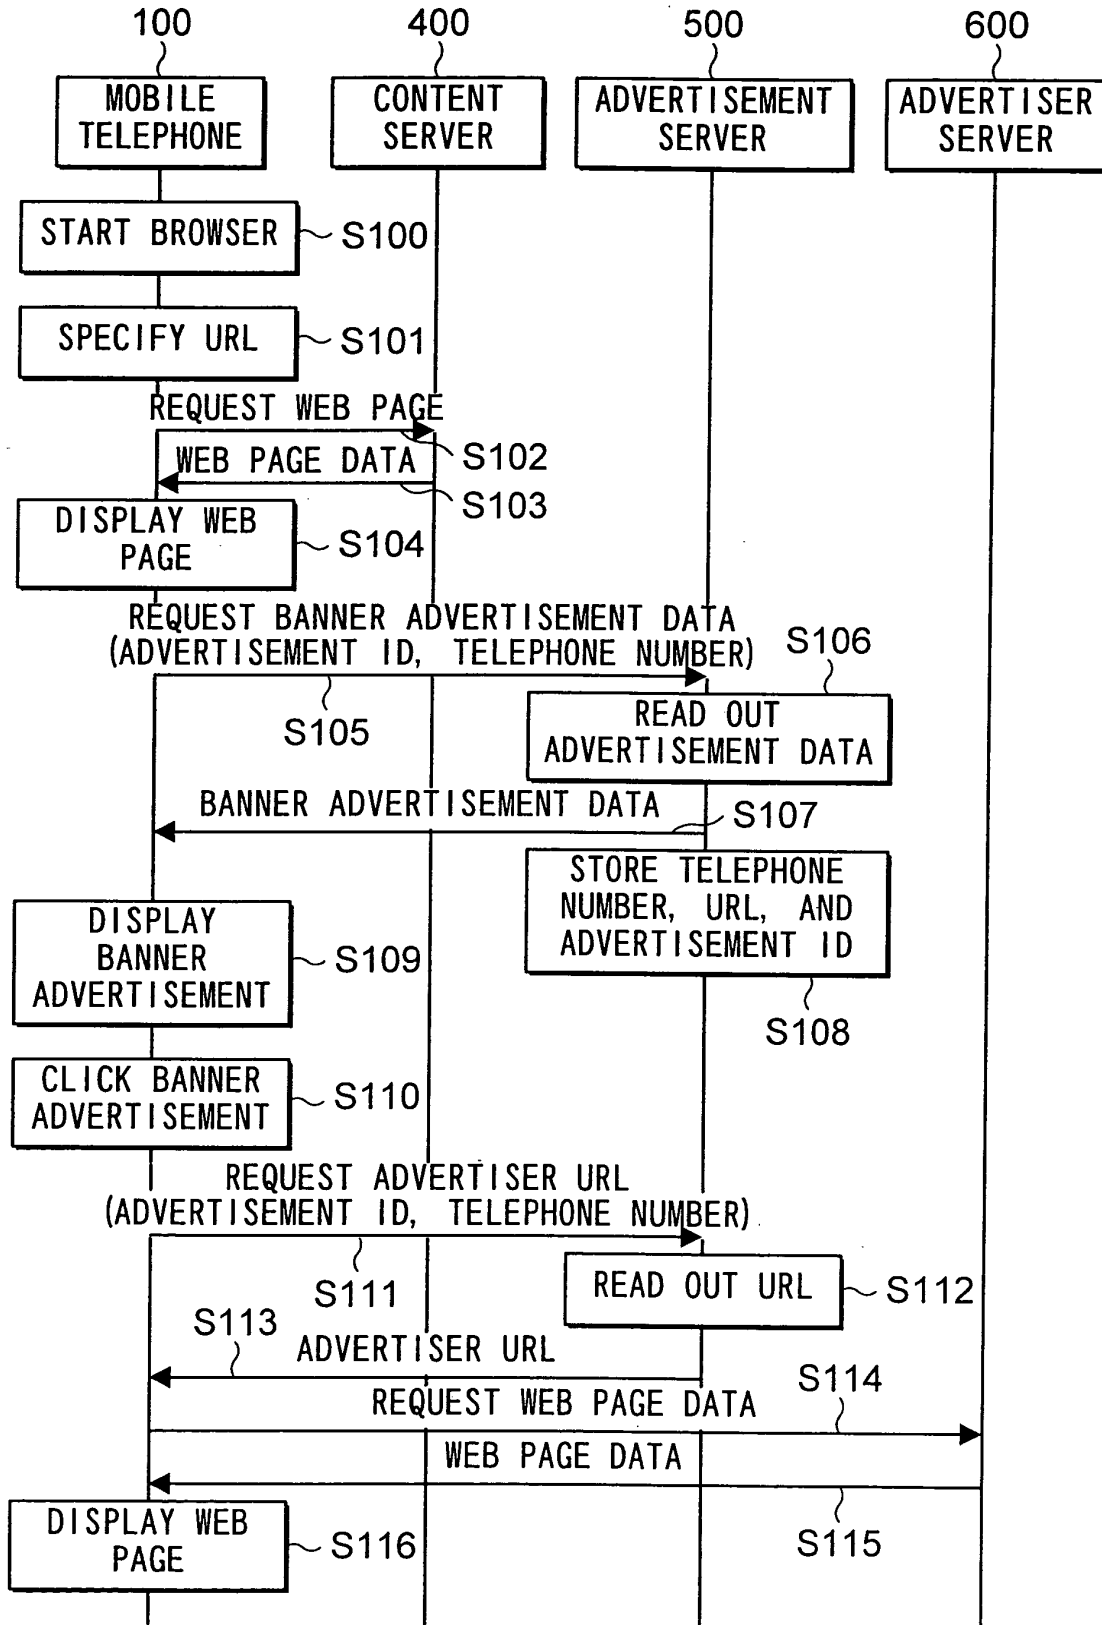 100 400 500 600
MOBILE TELEPHONE
CONTENT SERVER
ADVERTISEMENT SERVER
ADVERTISER SERVER
START BROWSER
S100
SPECIFY URL
S101
REQUEST WEB PAGE
S102
WEB PAGE DATA
S103
DISPLAY WEB
PAGE
S104
REQUEST BANNER ADVERTISEMENT DATA
(ADVERTISEMENT ID, TELEPHONE NUMBER)
S105
S106
READ OUT
ADVERTISEMENT DATA
BANNER ADVERTISEMENT DATA
S107
STORE TELEPHONE
NUMBER, URL, AND
ADVERTISEMENT ID
S108
DISPLAY
BANNER
ADVERTISEMENT
S109
CLICK BANNER
ADVERTISEMENT
S110
REQUEST ADVERTISER URL
(ADVERTISEMENT ID, TELEPHONE NUMBER)
S111
READ OUT URL
S112
S113
ADVERTISER URL
S114
REQUEST WEB PAGE DATA
WEB PAGE DATA
S115
DISPLAY WEB
PAGE
S116